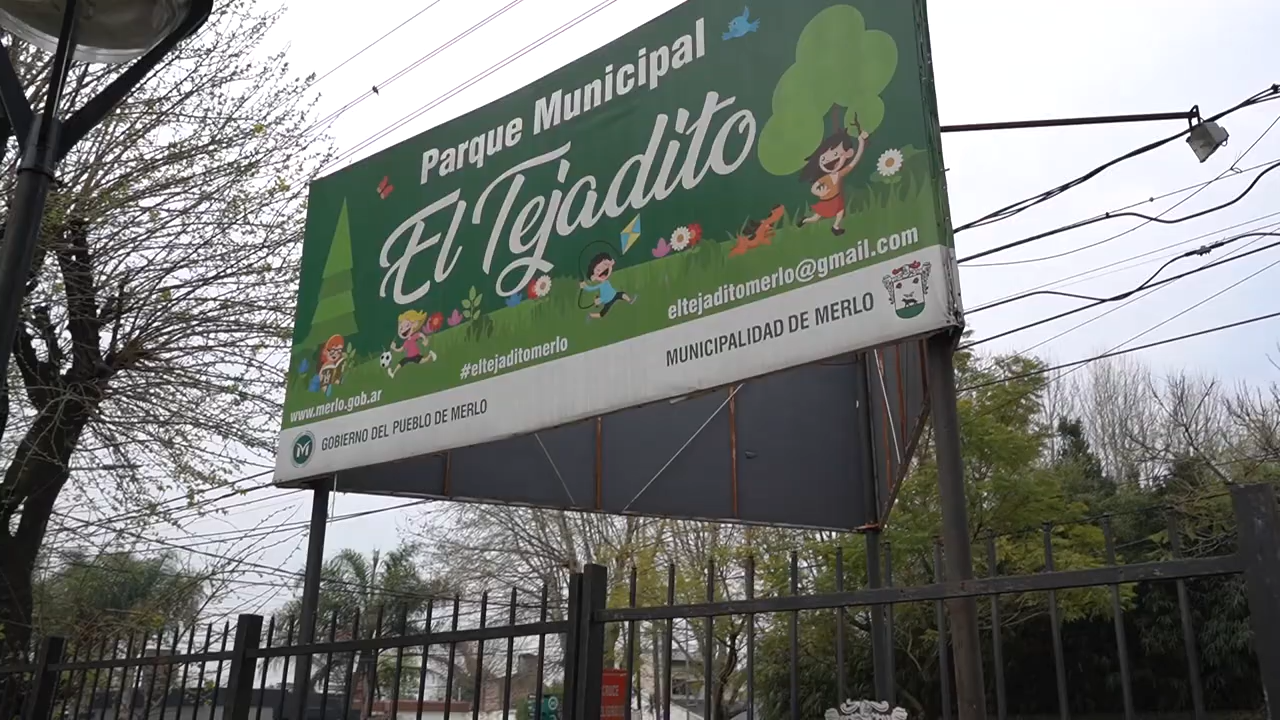 Parque Municipal
El Tejadito
eltejaditomerlo@gmail.com
#eltejaditomerlo
www.merlo.gob.ar
MUNICIPALIDAD DE MERLO
GOBIERNO DEL PUEBLO DE MERLO
CRUCE